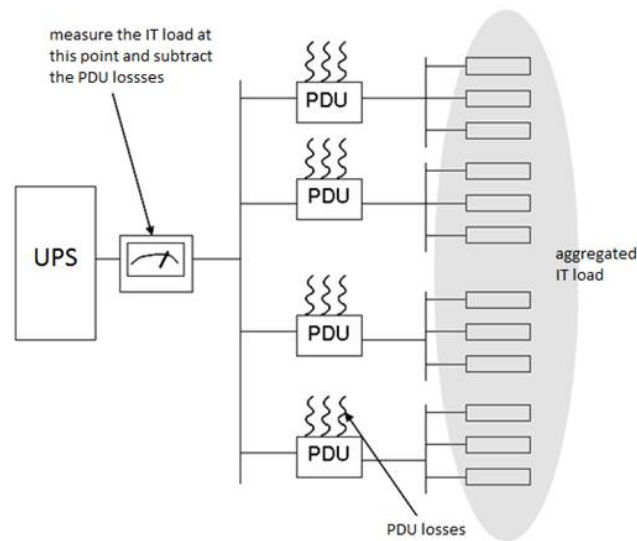 measure the IT load at
this point and subtract
the PDU lossses
PDU
PDU
UPS
aggregated
IT load
PDU
PDU
PDU losses